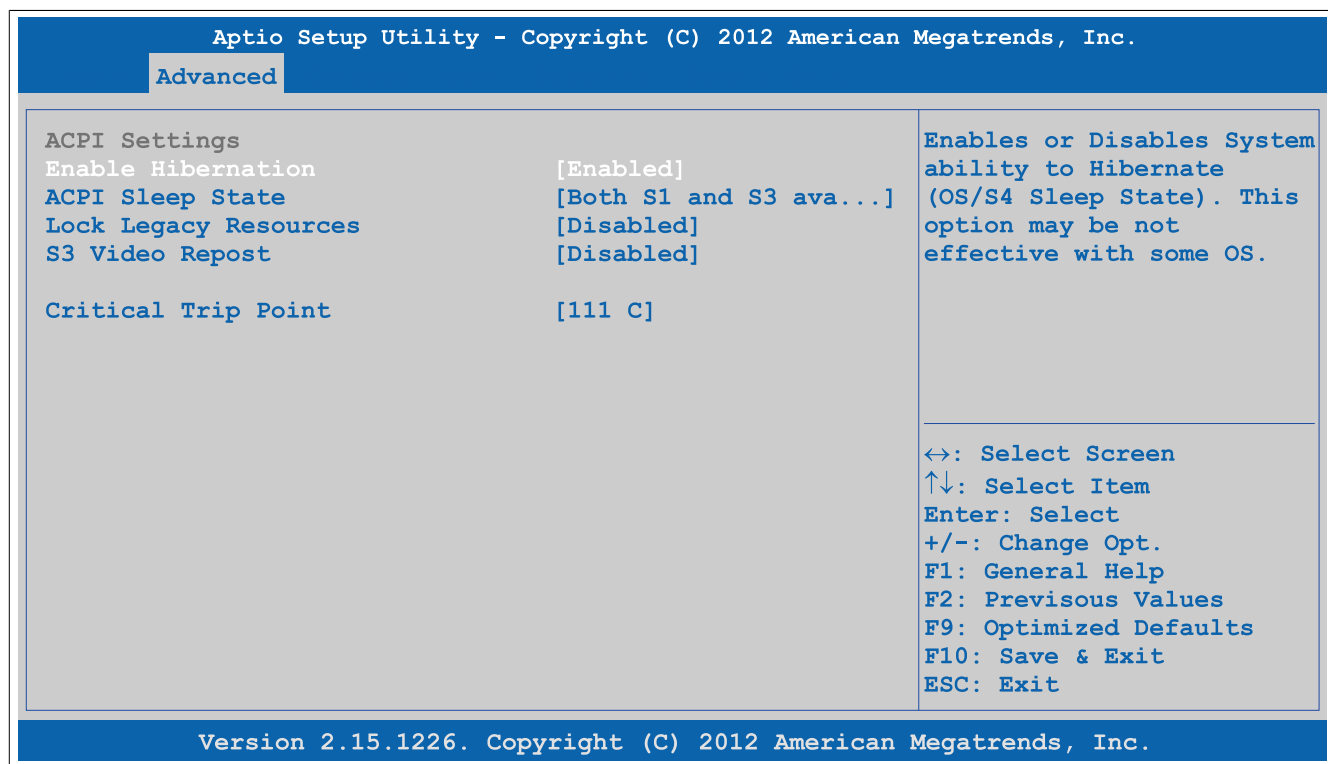 Aptio Setup Utility - Copyright (C) 2012 American Megatrends, Inc.
Advanced
ACPI Settings
Enable Hibernation [Enabled]
ACPI Sleep State [Both S1 and S3 ava...]
Lock Legacy Resources [Disabled]
S3 Video Repost [Disabled]
Critical Trip Point [111 C]
Enables or Disables System
ability to Hibernate
(OS/S4 Sleep State). This
option may be not
effective with some OS.
↔: Select Screen
↑↓: Select Item
Enter: Select
+/-: Change Opt.
F1: General Help
F2: Previsous Values
F9: Optimized Defaults
F10: Save & Exit
ESC: Exit
Version 2.15.1226. Copyright (C) 2012 American Megatrends, Inc.